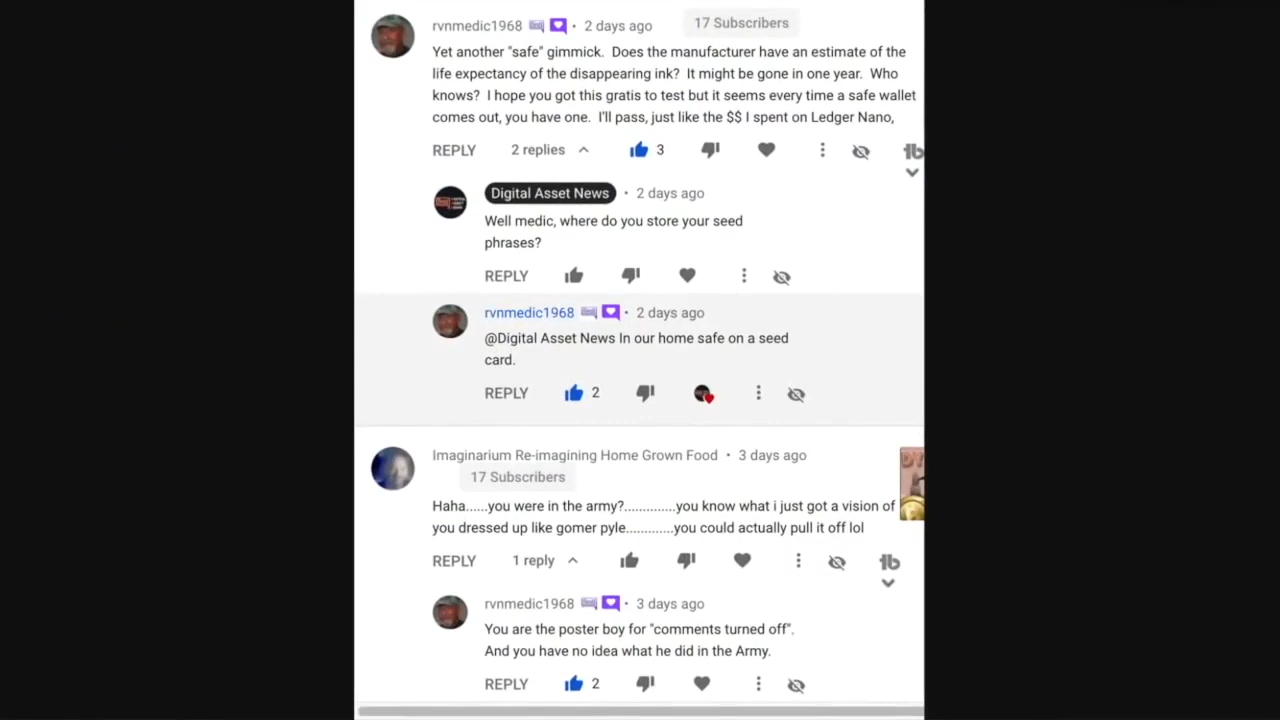 rvnmedic1968 • 2 days ago 17 Subscribers
Yet another "safe" gimmick. Does the manufacturer have an estimate of the
life expectancy of the disappearing ink? It might be gone in one year. Who
knows? I hope you got this gratis to test but it seems every time a safe wallet
comes out, you have one. I'll pass, just like the $$ I spent on Ledger Nano,
REPLY 2 replies 3 tb
Digital Asset News • 2 days ago
Well medic, where do you store your seed
phrases?
REPLY
rvnmedic1968 • 2 days ago
@Digital Asset News In our home safe on a seed
card.
REPLY 2
Imaginarium Re-imagining Home Grown Food • 3 days ago
17 Subscribers
Haha......you were in the army?..............you know what i just got a vision of
you dressed up like gomer pyle.............you could actually pull it off lol
REPLY 1 reply tb
rvnmedic1968 • 3 days ago
You are the poster boy for "comments turned off".
And you have no idea what he did in the Army.
REPLY 2